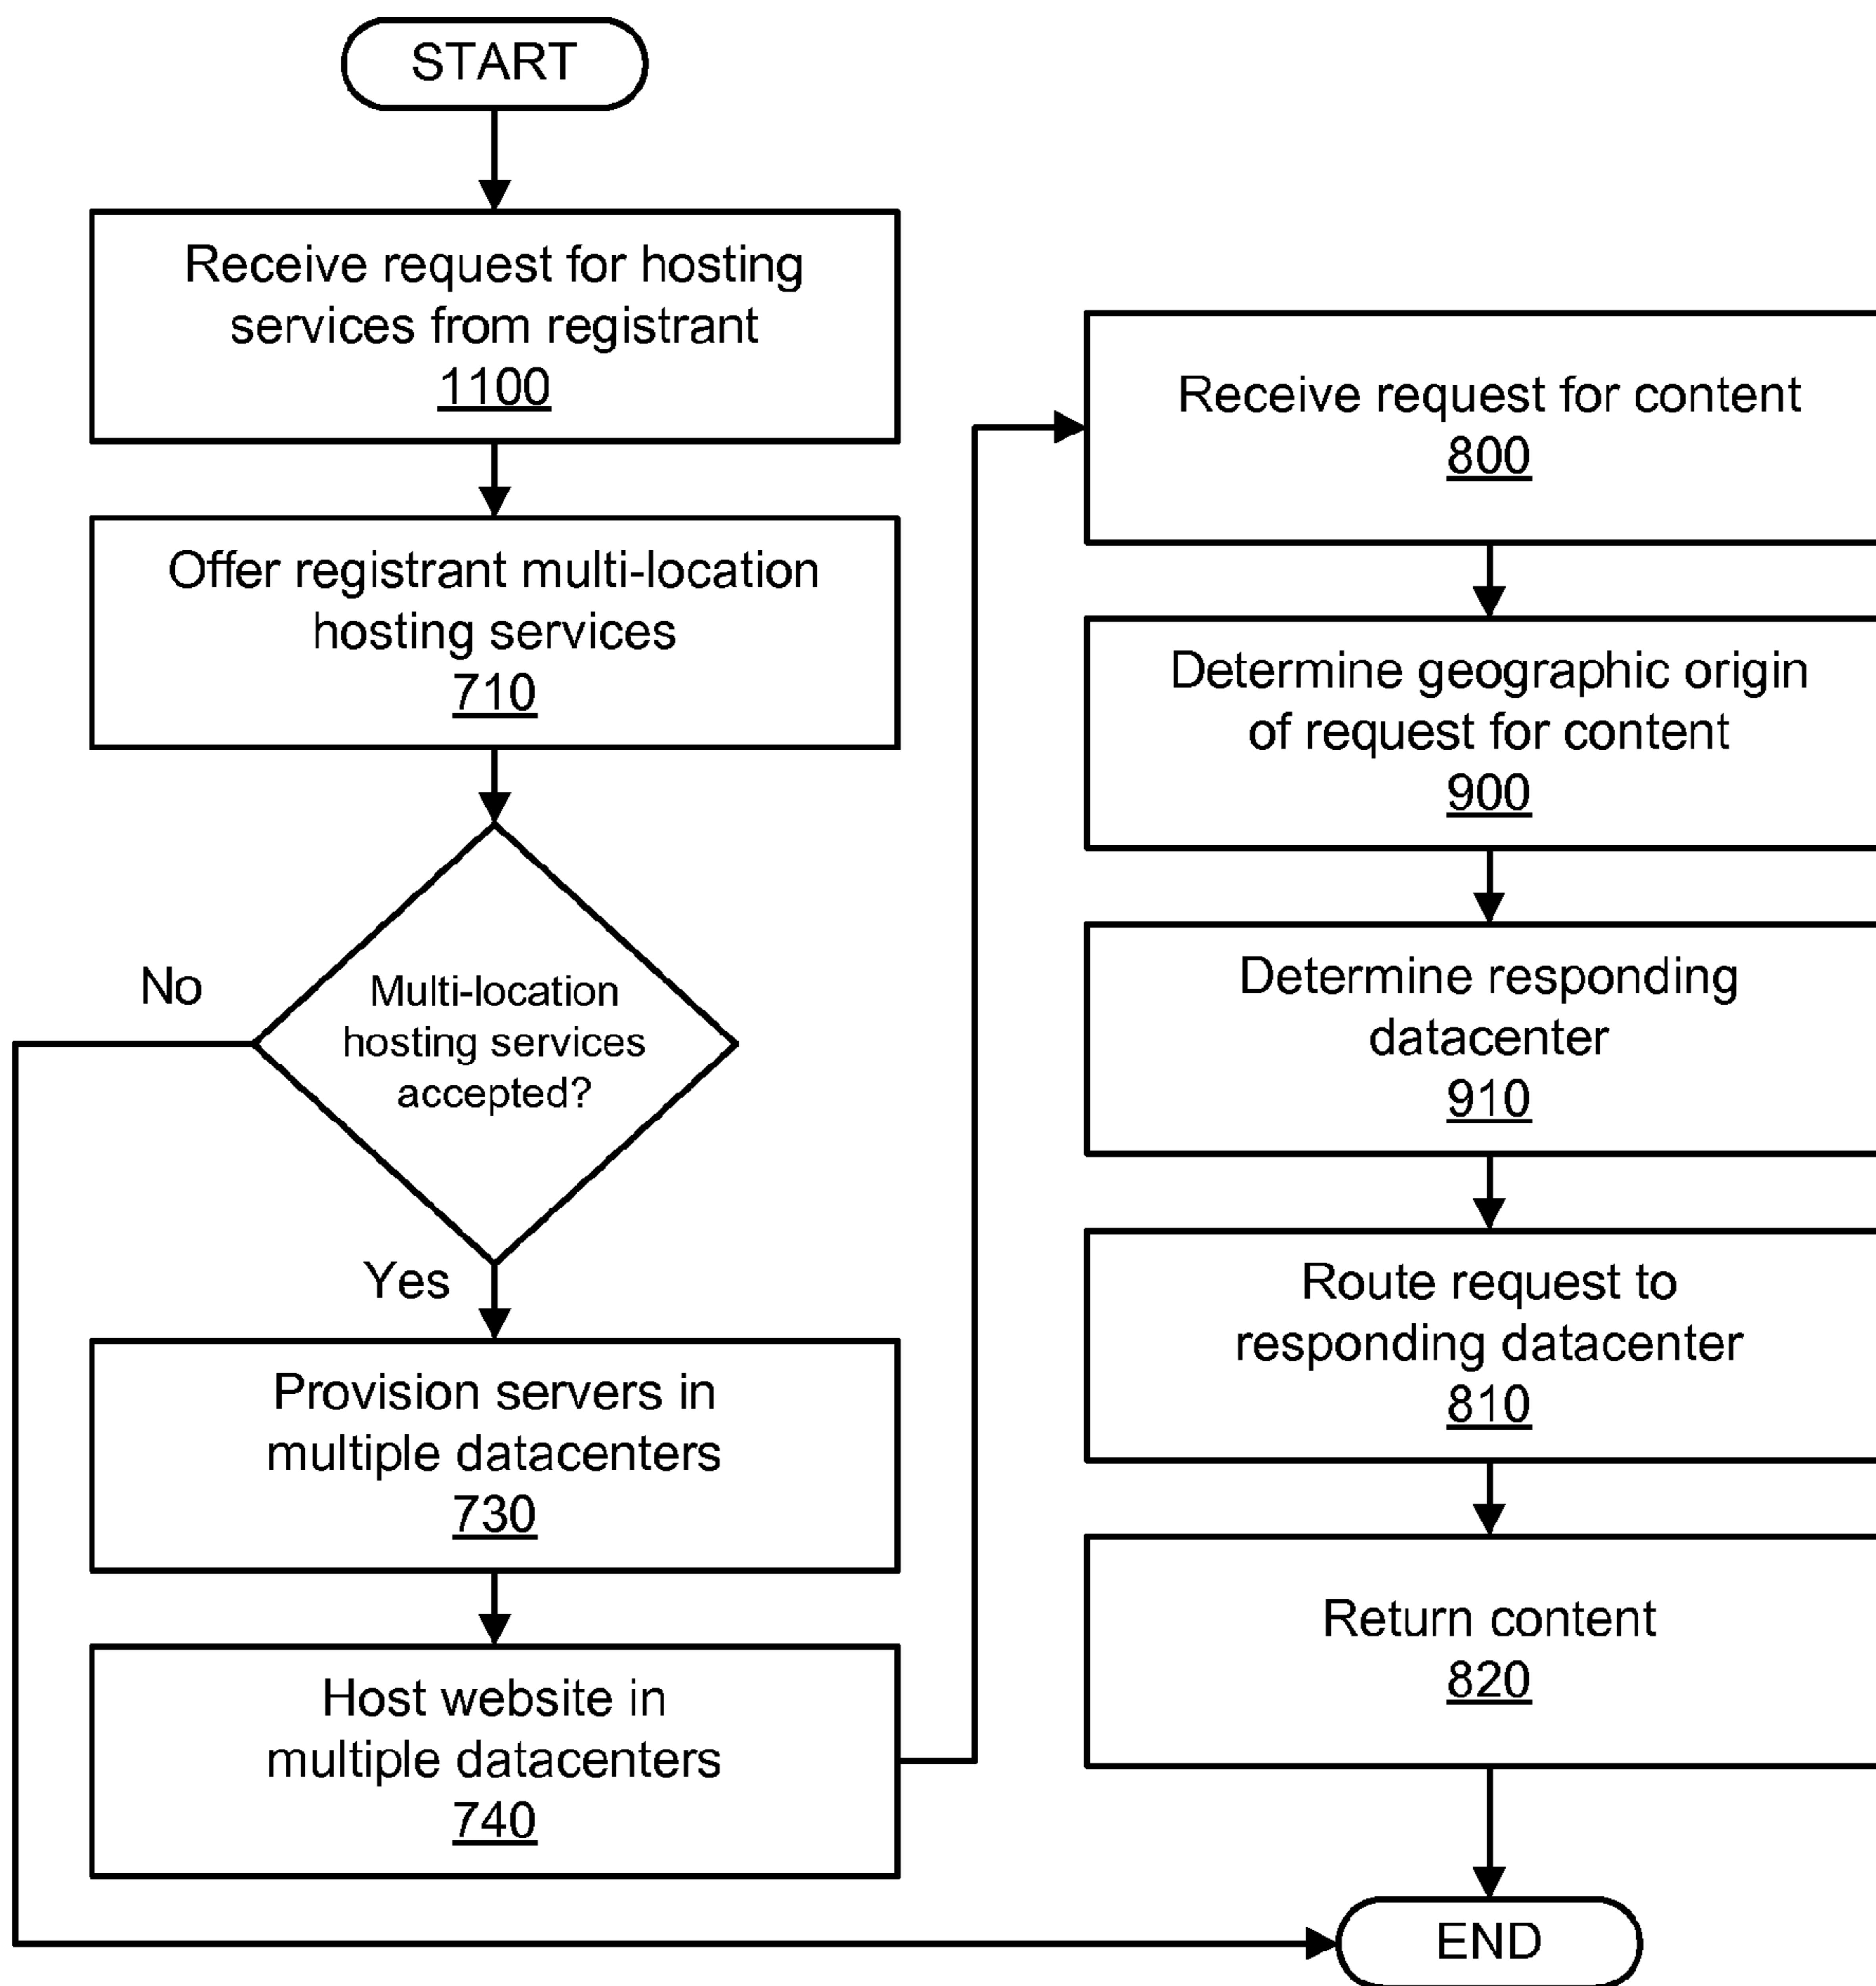 START
Receive request for hosting
services from registrant
1100
Offer registrant multi-location
hosting services
710
No
Multi-location
hosting services
accepted?
Yes
Provision servers in
multiple datacenters
730
Host website in
multiple datacenters
740
Receive request for content
800
Determine geographic origin
of request for content
900
Determine responding
datacenter
910
Route request to
responding datacenter
810
Return content
820
END